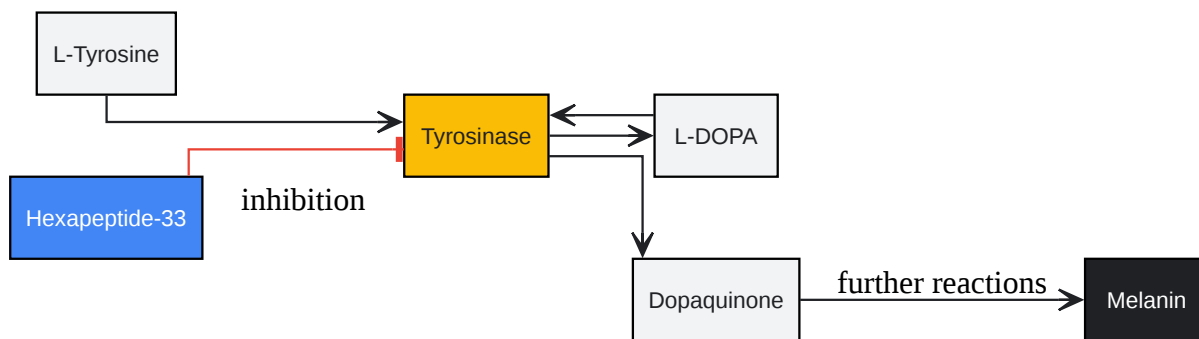 L-Tyrosine
Tyrosinase
L-DOPA
Hexapeptide-33
inhibition
Dopaquinone
further reactions
Melanin